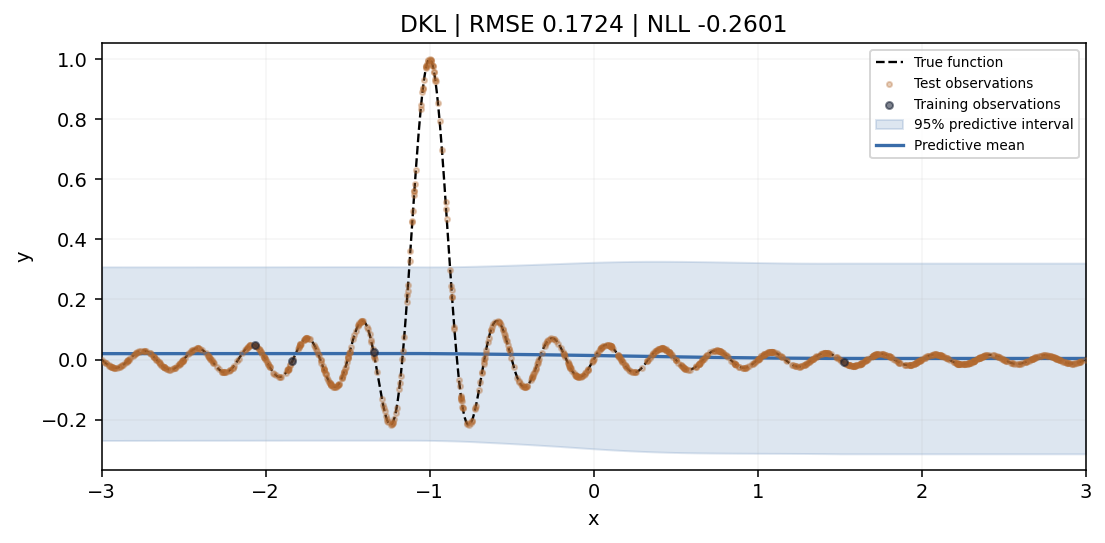 DKL | RMSE 0.1724 | NLL -0.2601
True function
Test observations
Training observations
95% predictive interval
Predictive mean
y
1.0
0.8
0.6
0.4
0.2
0.0
−0.2
−3
−2
−1
0
1
2
3
x